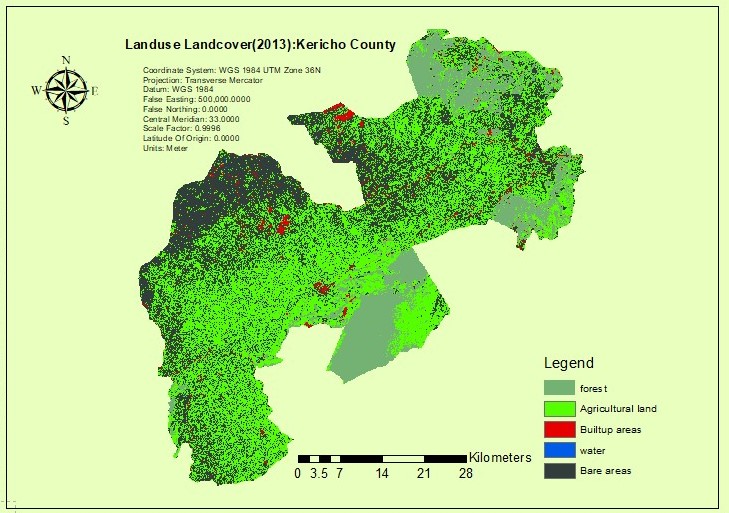 Landuse Landcover(2013):Kericho County
Coordinate System: WGS 1984 UTM Zone 36N
Projection: Transverse Mercator
Datum: WGS 1984
False Easting: 500,000.0000
False Northing: 0.0000
Central Meridian: 33.0000
Scale Factor: 0.9996
Latitude Of Origin: 0.0000
Units: Meter
N
W E
S
Legend
forest
Agricultural land
Builtup areas
water
Bare areas
Kilometers
0 3.5 7 14 21 28